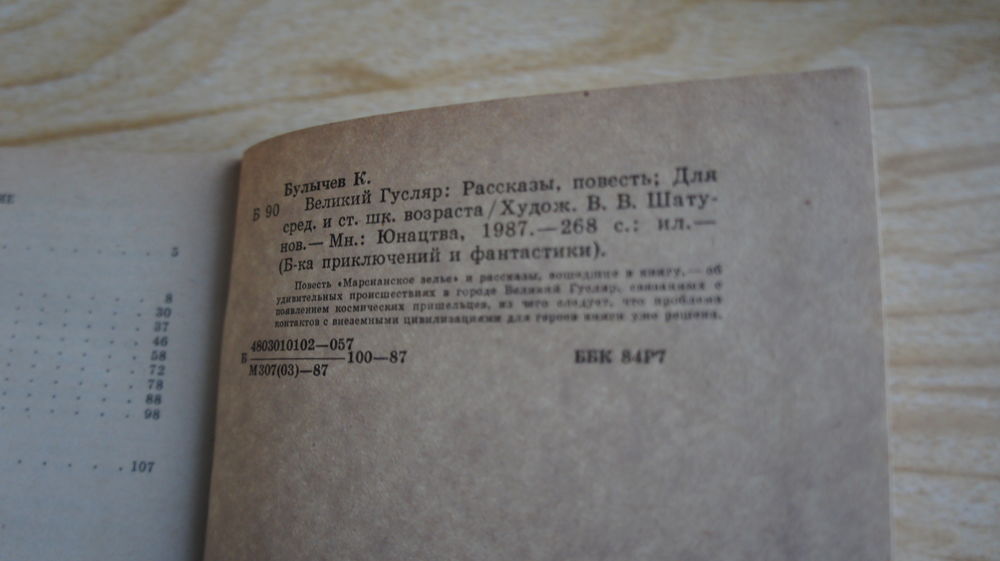 ИЕ
5
8
30
37
46
58
72
78
88
98
107
Булычев К.
Б 90 Великий Гусляр: Рассказы, повесть; Для
сред. и ст. шк. возраста/Худож. В. В. Шату-
нов.— Мн.: Юнацтва, 1987.—268 с.: ил.—
(Б-ка приключений и фантастики).
Повесть «Марсианское зелье» и рассказы, вошедшие в книгу,— об
удивительных происшествиях в городе Великий Гусляр, связанных с
появлением космических пришельцев, из чего следует, что проблема
контактов с внеземными цивилизациями для героев книги уже решена.
4803010102—057
Б 100—87 ББК 84Р7
М307(03)—87